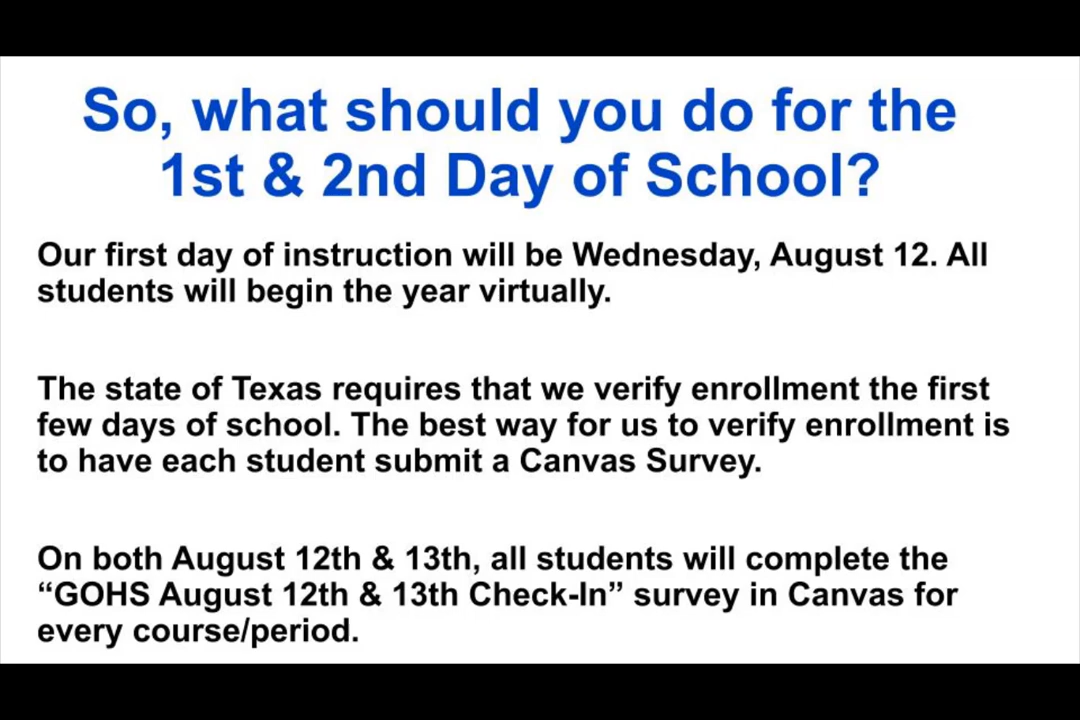 So, what should you do for the
1st & 2nd Day of School?
Our first day of instruction will be Wednesday, August 12. All
students will begin the year virtually.
The state of Texas requires that we verify enrollment the first
few days of school. The best way for us to verify enrollment is
to have each student submit a Canvas Survey.
On both August 12th & 13th, all students will complete the
“GOHS August 12th & 13th Check-In” survey in Canvas for
every course/period.